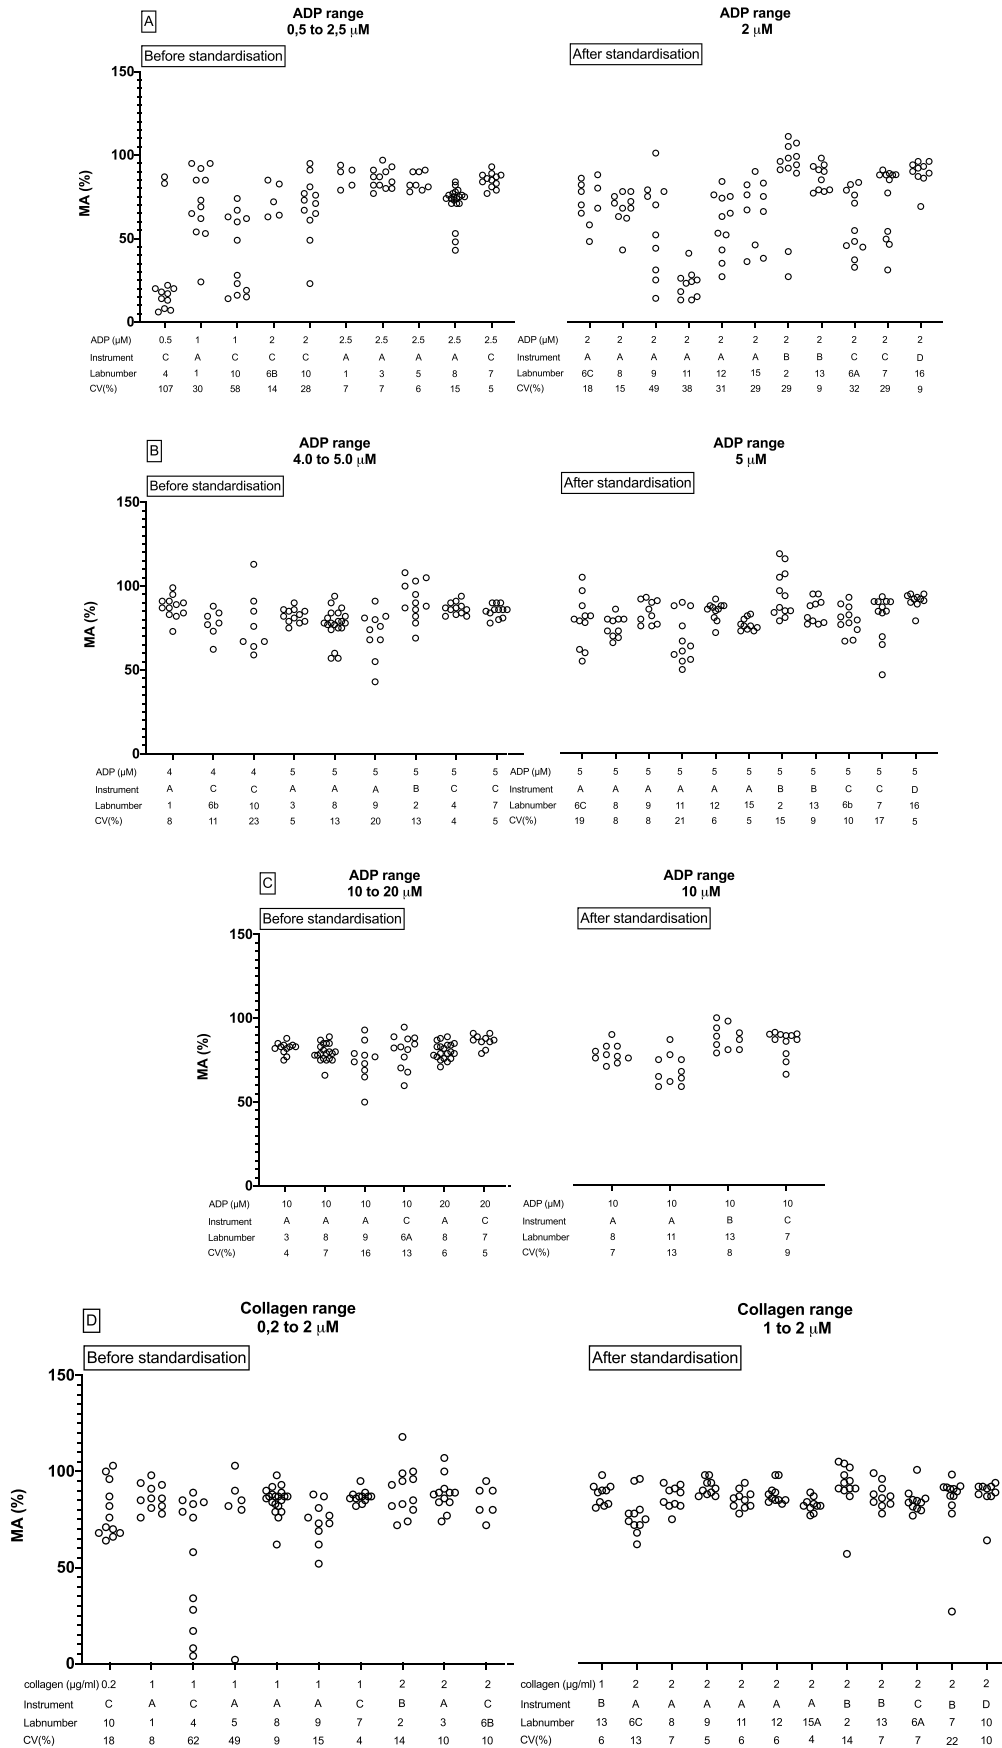 A
ADP range
0,5 to 2,5 µM
ADP range
2 µM
Before standardisation
After standardisation
150
100
50
0
MA (%)
ADP (µM) 0.5 1 1 2 2 2.5 2.5 2.5 2.5 2.5
Instrument C A C C C A A A A C
Labnumber 4 1 10 6B 10 1 3 5 8 7
CV(%) 107 30 58 14 28 7 7 6 15 5
ADP (µM) 2 2 2 2 2 2 2 2 2 2 2
Instrument A A A A A A B B C C D
Labnumber 6C 8 9 11 12 15 2 13 6A 7 16
CV(%) 18 15 49 38 31 29 29 9 32 29 9
B
ADP range
4.0 to 5.0 µM
ADP range
5 µM
Before standardisation
After standardisation
150
100
50
0
MA (%)
ADP (µM) 4 4 4 5 5 5 5 5 5
Instrument A C C A A A B C C
Labnumber 1 6b 10 3 8 9 2 4 7
CV(%) 8 11 23 5 13 20 13 4 5
ADP (µM) 5 5 5 5 5 5 5 5 5 5 5
Instrument A A A A A A B B C C D
Labnumber 6C 8 9 11 12 15 2 13 6b 7 16
CV(%) 19 8 8 21 6 5 15 9 10 17 5
C
ADP range
10 to 20 µM
ADP range
10 µM
Before standardisation
After standardisation
150
100
50
0
MA (%)
ADP (µM) 10 10 10 10 20 20
Instrument A A A C A C
Labnumber 3 8 9 6A 8 7
CV(%) 4 7 16 13 6 5
ADP (µM) 10 10 10 10
Instrument A A B C
Labnumber 8 11 13 7
CV(%) 7 13 8 9
D
Collagen range
0,2 to 2 µM
Collagen range
1 to 2 µM
Before standardisation
After standardisation
150
100
50
0
MA (%)
collagen (µg/ml) 0.2 1 1 1 1 1 1 2 2 2
Instrument C A C A A A C B A C
Labnumber 10 1 4 5 8 9 7 2 3 6B
CV(%) 18 8 62 49 9 15 4 14 10 10
collagen (µg/ml) 1 2 2 2 2 2 2 2 2 2 2 2
Instrument B A A A A A A B B C B D
Labnumber 13 6C 8 9 11 12 15A 2 13 6A 7 10
CV(%) 6 13 7 5 6 6 4 14 7 7 22 10